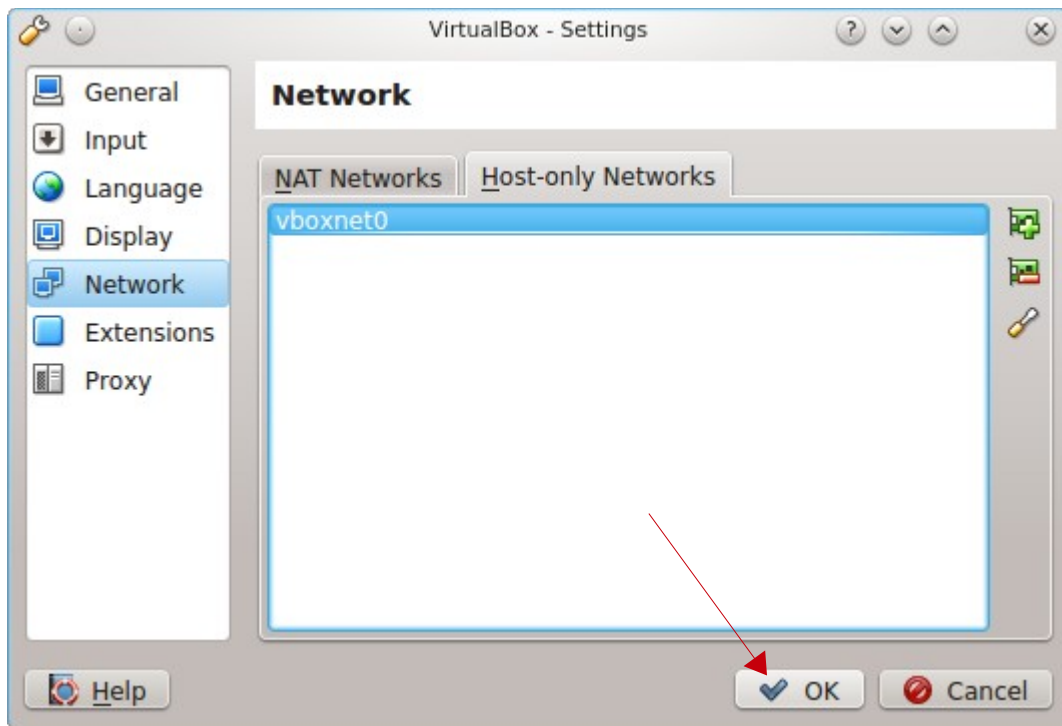 VirtualBox - Settings
General
Input
Language
Display
Network
Extensions
Proxy
Network
NAT Networks
Host-only Networks
vboxnet0
Help
OK
Cancel